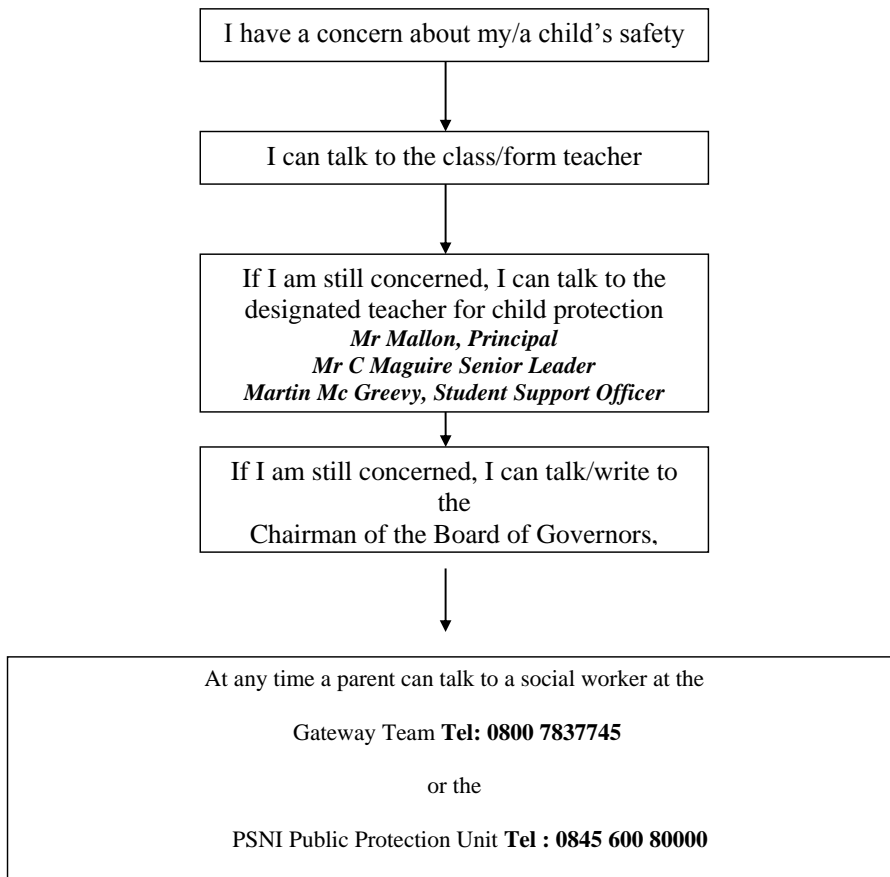 I have a concern about my/a child’s safety
I can talk to the class/form teacher
If I am still concerned, I can talk to the
designated teacher for child protection
Mr Mallon, Principal
Mr C Maguire Senior Leader
Martin Mc Greevy, Student Support Officer
If I am still concerned, I can talk/write to
the
Chairman of the Board of Governors,
At any time a parent can talk to a social worker at the
Gateway Team Tel: 0800 7837745
or the
PSNI Public Protection Unit Tel : 0845 600 80000